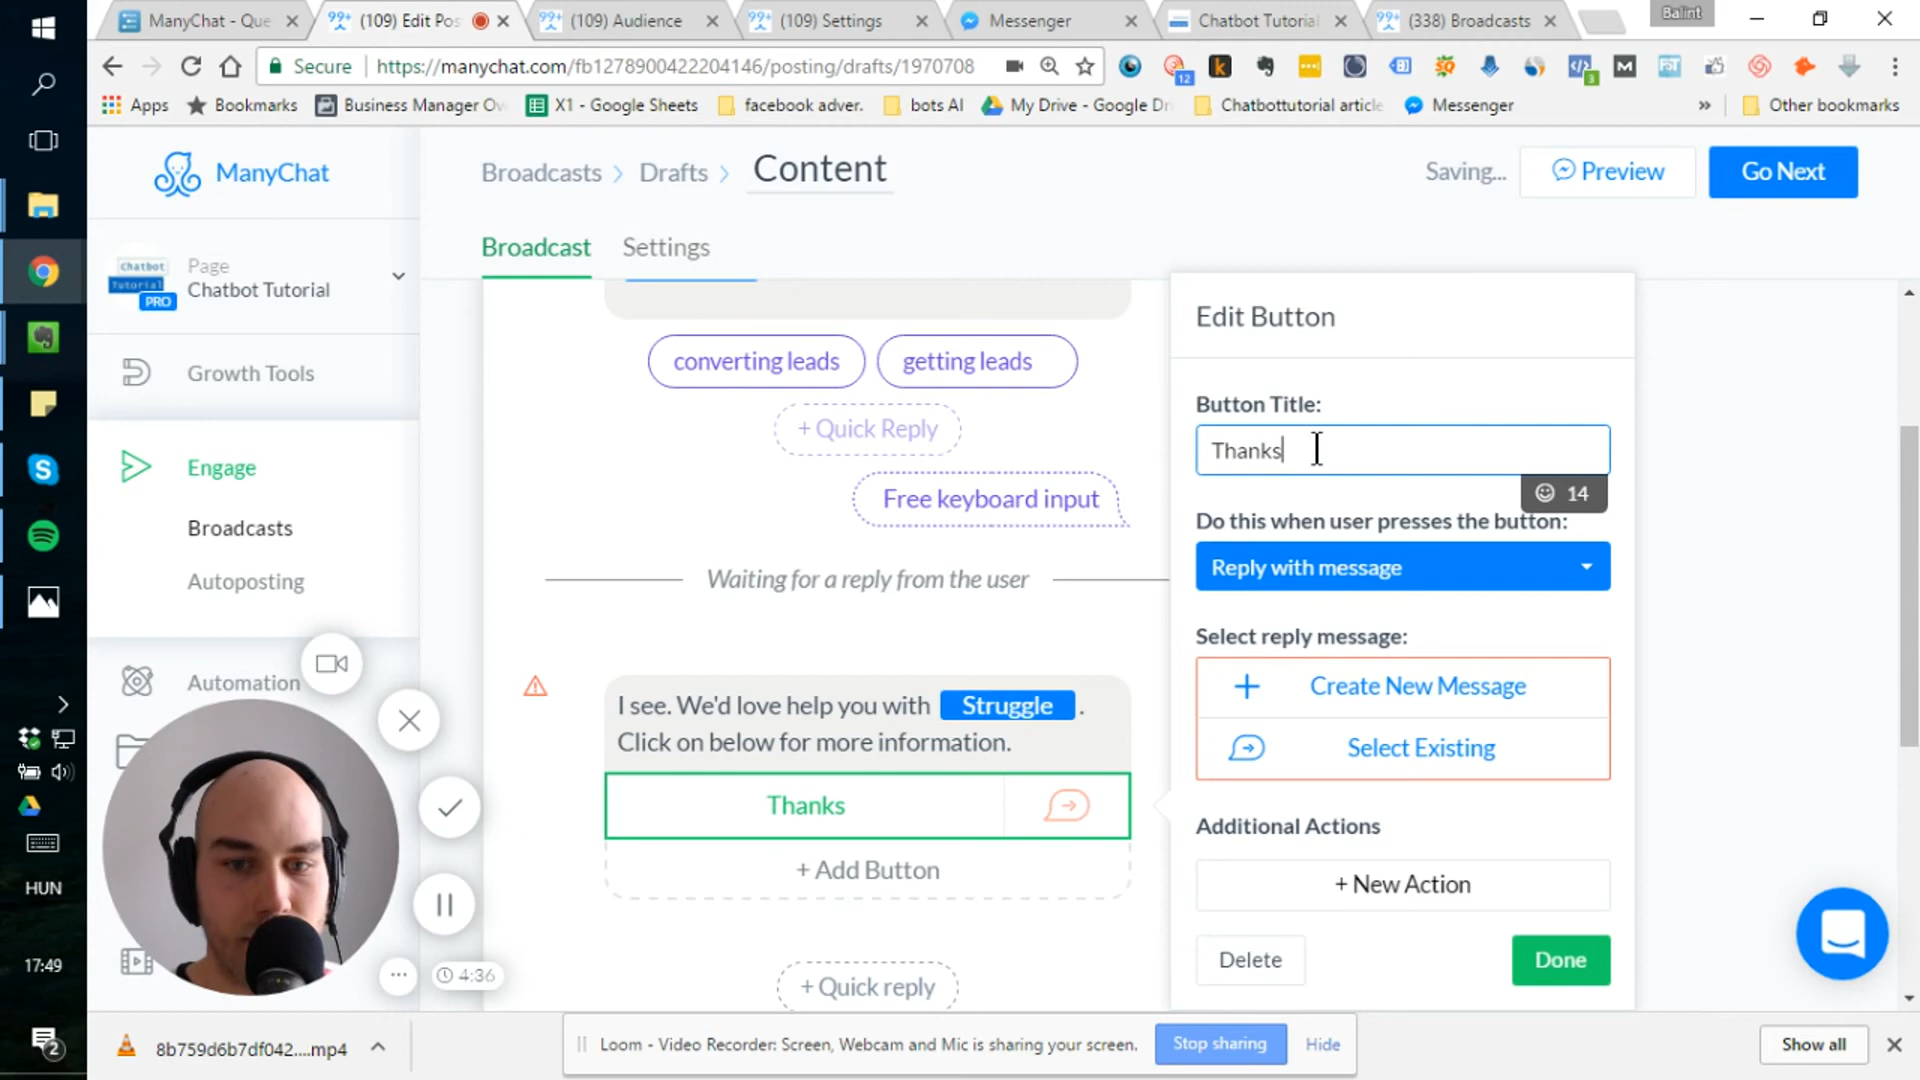 ManyChat - Que
(109) Edit Pos
(109) Audience
(109) Settings
Messenger
Chatbot Tutorial
(338) Broadcasts
Balint
Secure
https://manychat.com/fb1278900422204146/posting/drafts/1970708
12
3
Apps
Bookmarks
Business Manager Ov
X1 - Google Sheets
facebook adver.
bots AI
My Drive - Google Dr
Chatbottutorial article
Messenger
»
Other bookmarks
ManyChat
Broadcasts
Drafts
Content
Saving...
Preview
Go Next
Chatbot
Tutorial
PRO
Page
Chatbot Tutorial
Broadcast
Settings
Growth Tools
Engage
Broadcasts
Autoposting
Automation
converting leads
getting leads
+ Quick Reply
Free keyboard input
Waiting for a reply from the user
I see. We'd love help you with Struggle .
Click on below for more information.
Thanks
+ Add Button
+ Quick reply
Edit Button
Button Title:
Thanks
14
Do this when user presses the button:
Reply with message
Select reply message:
Create New Message
Select Existing
Additional Actions
+ New Action
Delete
Done
4:36
HUN
17:49
2
8b759d6b7df042....mp4
Loom - Video Recorder: Screen, Webcam and Mic is sharing your screen.
Stop sharing
Hide
Show all